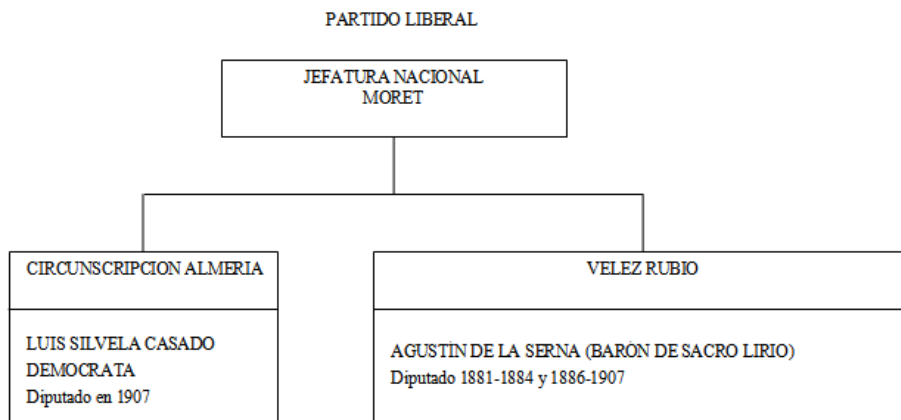 PARTIDO LIBERAL
JEFATURA NACIONAL
MORET
CIRCUNSCRIPCION ALMERIA
LUIS SILVELA CASADO
DEMOCRATA
Diputado en 1907
VELEZ RUBIO
AGUSTÍN DE LA SERNA (BARÓN DE SACRO LIRIO)
Diputado 1881-1884 y 1886-1907